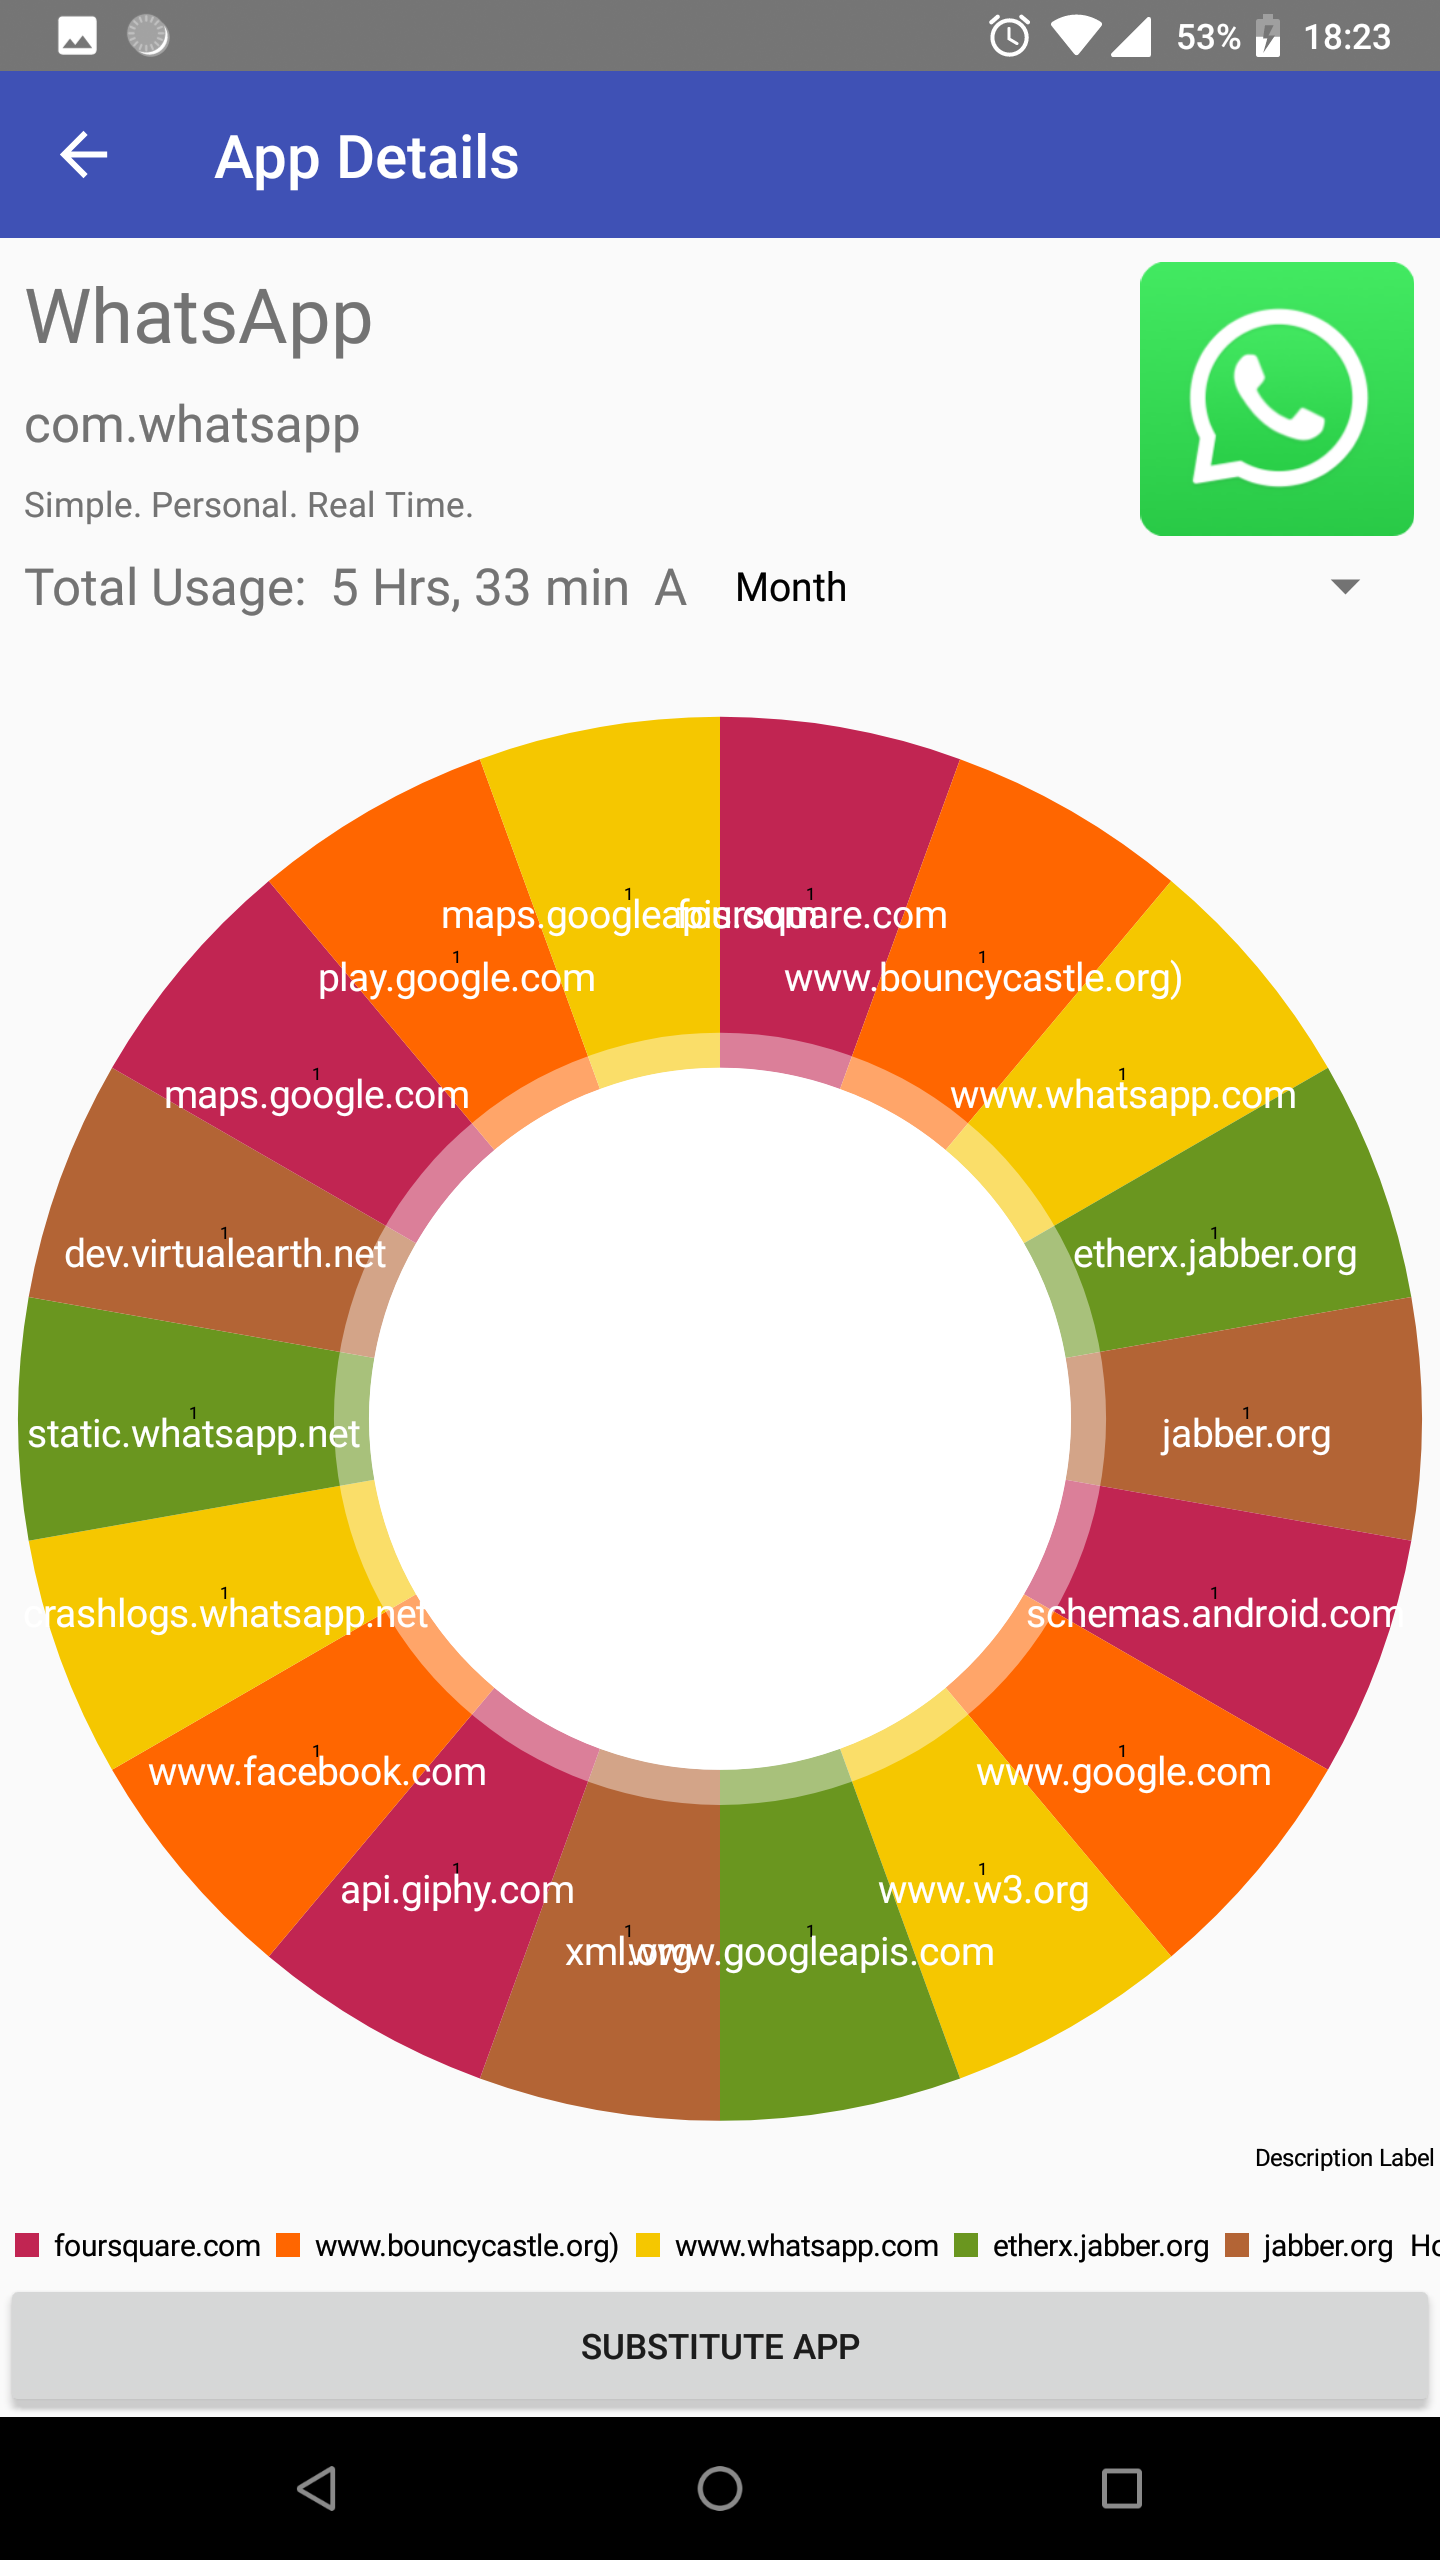 53% 18:23
App Details
WhatsApp
com.whatsapp
Simple. Personal. Real Time.
Total Usage: 5 Hrs, 33 min A Month
1 1
maps.googleapis.com foursquare.com
1 1
play.google.com www.bouncycastle.org)
1 1
maps.google.com www.whatsapp.com
1 1
dev.virtualearth.net etherx.jabber.org
1 1
static.whatsapp.net jabber.org
1 1
crashlogs.whatsapp.net schemas.android.com
1 1
www.facebook.com www.google.com
1 1
api.giphy.com www.w3.org
1 1
xml.org www.googleapis.com
Description Label
foursquare.com www.bouncycastle.org) www.whatsapp.com etherx.jabber.org jabber.org Ho
SUBSTITUTE APP